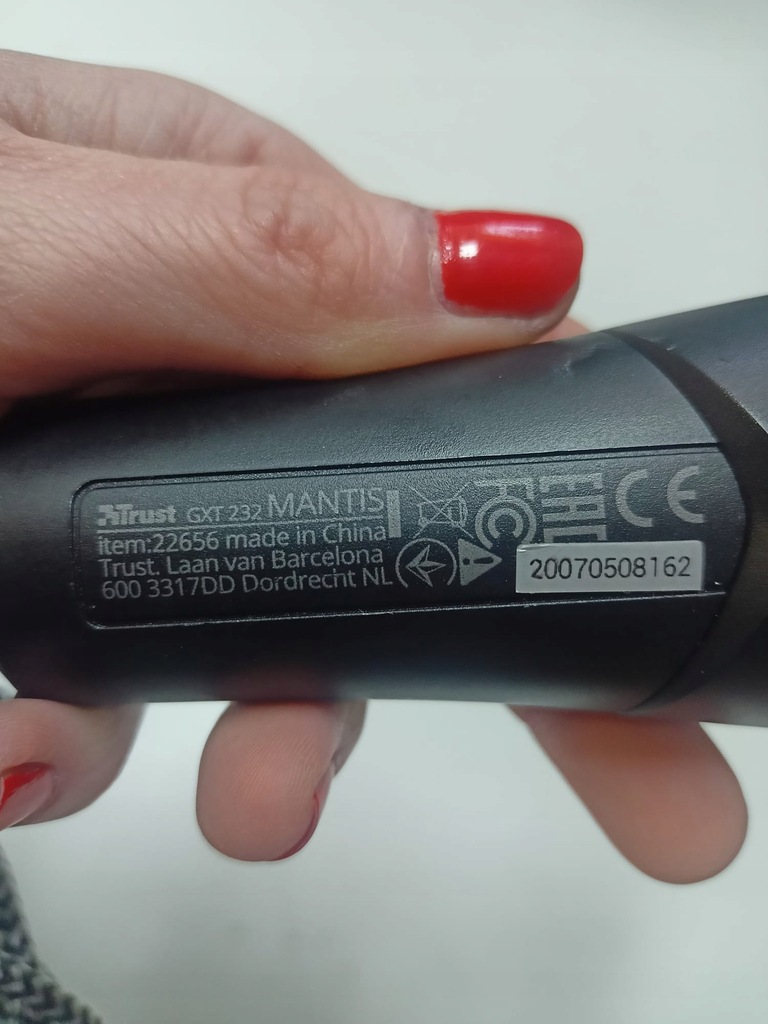 Trust GXT 232 MANTIS
item:22656 made in China
Trust. Laan van Barcelona
600 3317DD Dordrecht NL
FC EAC CE
20070508162